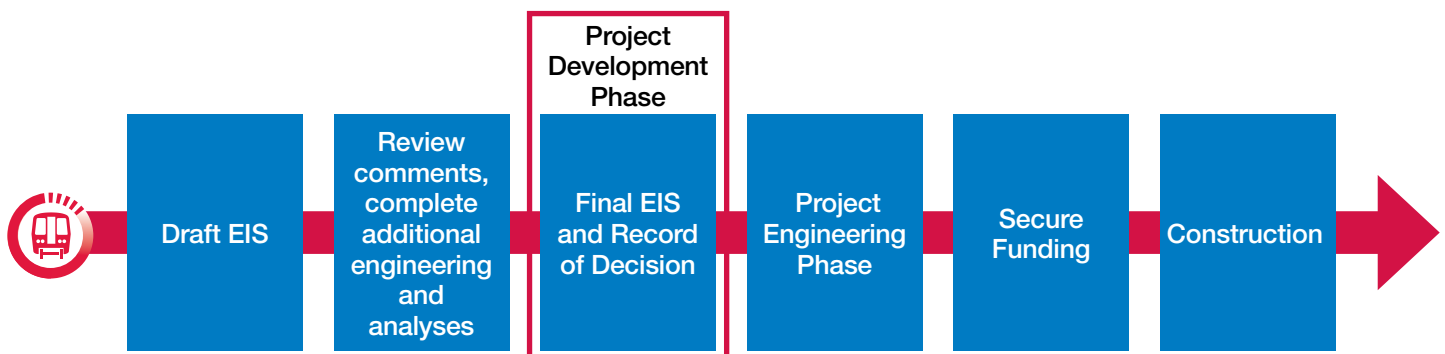 Project
Development
Phase
Draft EIS
Review
comments,
complete
additional
engineering
and
analyses
Final EIS
and Record
of Decision
Project
Engineering
Phase
Secure
Funding
Construction